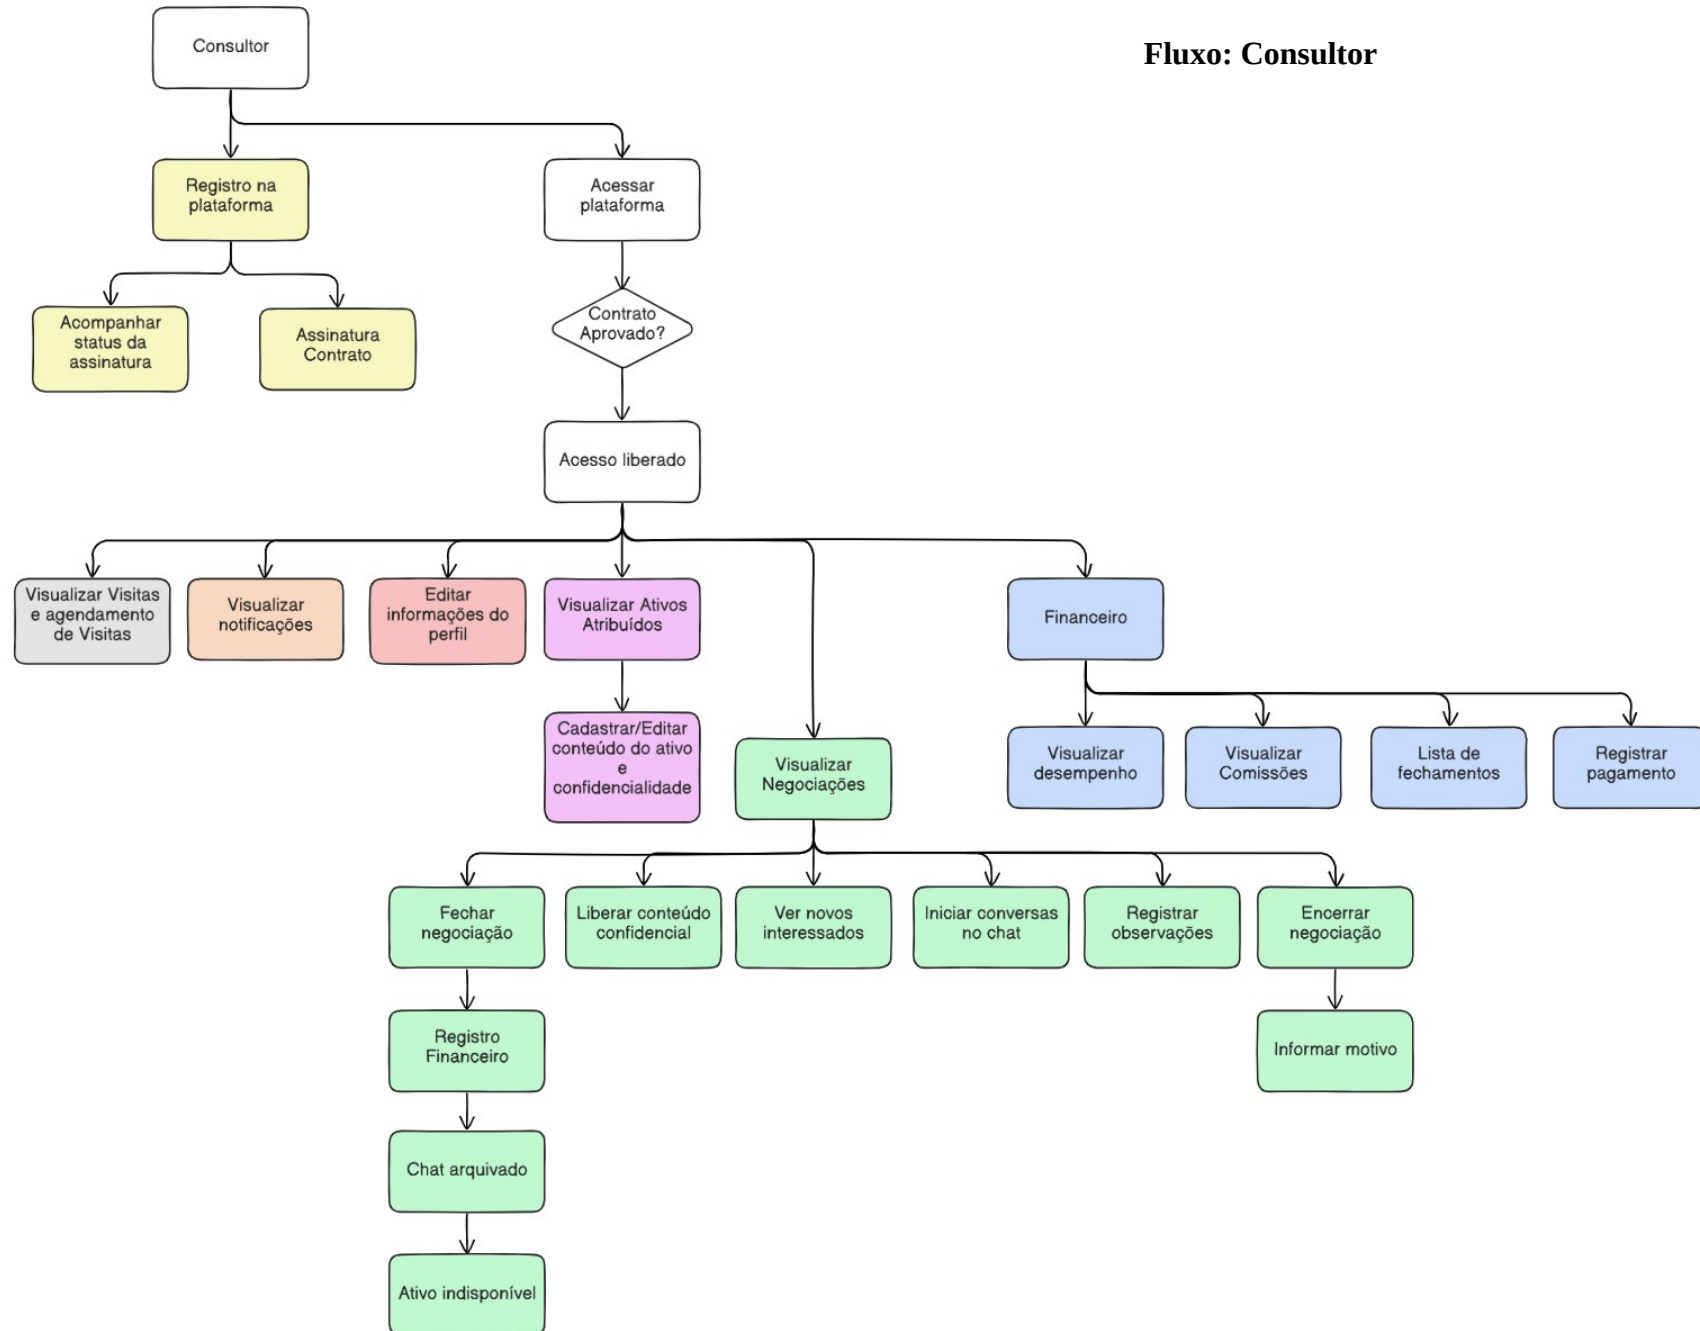 Consultor
Fluxo: Consultor
Registro na
plataforma
Acessar
plataforma
Acompanhar
status da
assinatura
Assinatura
Contrato
Contrato
Aprovado?
Acesso liberado
Visualizar Visitas
e agendamento
de Visitas
Visualizar
notificações
Editar
informações do
perfil
Visualizar Ativos
Atribuídos
Financeiro
Cadastrar/Editar
conteúdo do ativo
e
confidencialidade
Visualizar
Negociações
Visualizar
desempenho
Visualizar
Comissões
Lista de
fechamentos
Registrar
pagamento
Fechar
negociação
Liberar conteúdo
confidencial
Ver novos
interessados
Iniciar conversas
no chat
Registrar
observações
Encerrar
negociação
Registro
Financeiro
Informar motivo
Chat arquivado
Ativo indisponível